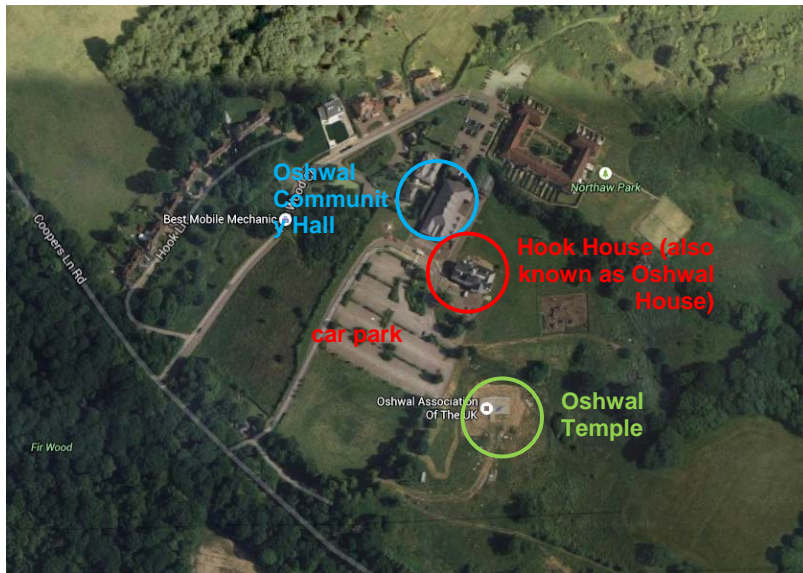 Oshwal
Communit
y Hall
Best Mobile Mechanic
Hook Ln
Coopers Ln Rd
Northaw Park
Hook House (also
known as Oshwal
House)
car park
Oshwal Association
Of The UK
Oshwal
Temple
Fir Wood